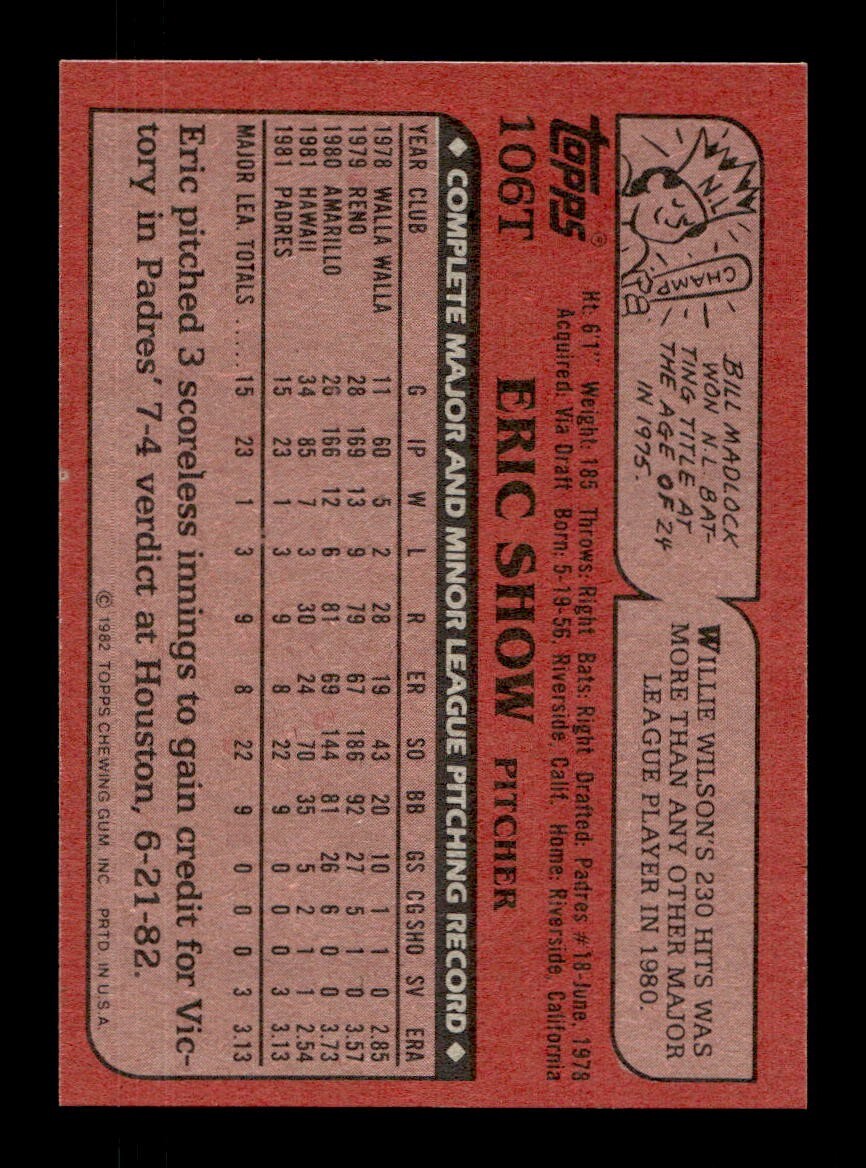 N.L.
CHAMP
BILL MADLOCK
WON N.L. BAT-
TING TITLE AT
THE AGE OF 24
IN 1975.
WILLIE WILSON'S 230 HITS WAS
MORE THAN ANY OTHER MAJOR
LEAGUE PLAYER IN 1980.
topps®
106T
Ht: 6'1" Weight: 185 Throws: Right Bats: Right Drafted: Padres #18-June, 1978
Acquired: Via Draft Born: 5-19-56, Riverside, Calif. Home: Riverside, California
ERIC SHOW PITCHER
◆ COMPLETE MAJOR AND MINOR LEAGUE PITCHING RECORD ◆
YEAR CLUB G IP W L R ER SO BB GS CG SHO SV ERA
1978 WALLA WALLA 11 60 5 2 28 19 43 20 10 1 1 0 2.85
1979 RENO 28 169 13 9 79 67 186 92 27 5 1 0 3.57
1980 AMARILLO 26 166 12 6 81 69 144 81 26 6 0 0 3.73
1981 HAWAII 34 85 7 3 30 24 70 35 5 2 1 1 2.54
1981 PADRES 15 23 1 3 9 8 22 9 0 0 0 3 3.13
MAJOR LEA. TOTALS ..... 15 23 1 3 9 8 22 9 0 0 0 3 3.13
Eric pitched 3 scoreless innings to gain credit for Vic-
tory in Padres' 7-4 verdict at Houston, 6-21-82.
© 1982 TOPPS CHEWING GUM, INC. PRTD. IN U.S.A.